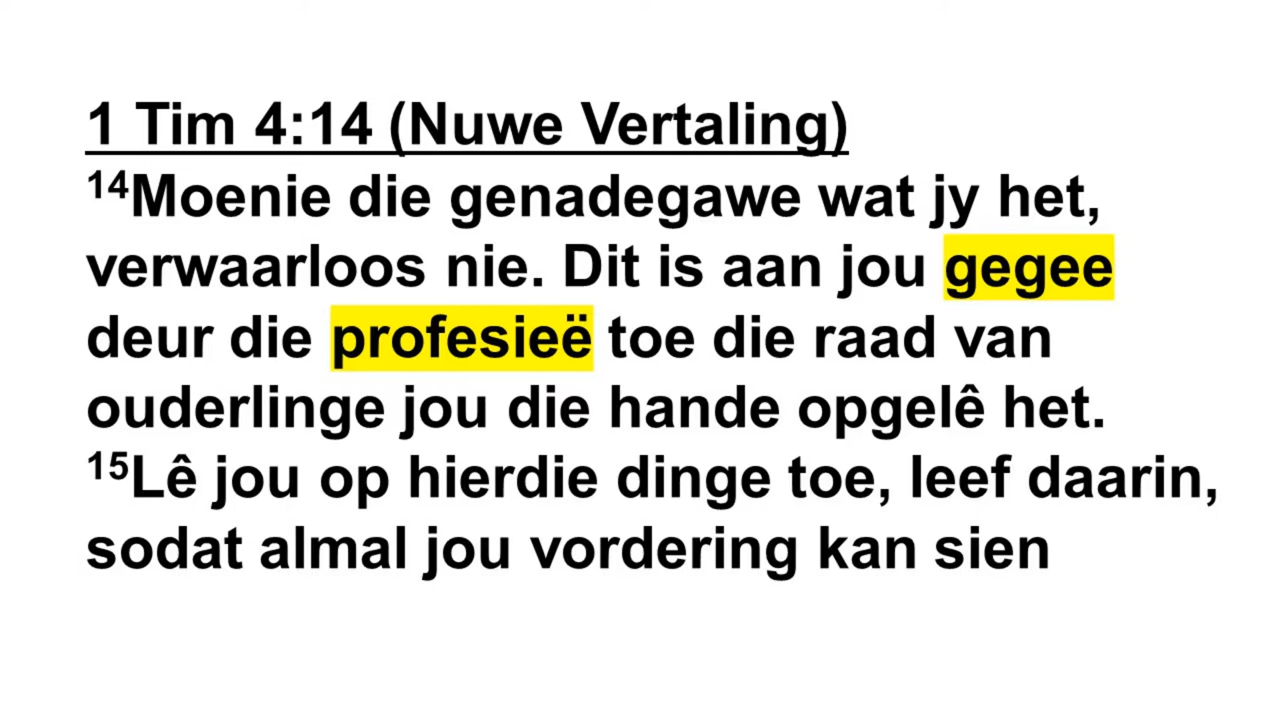 1 Tim 4:14 (Nuwe Vertaling)
¹⁴Moenie die genadegawe wat jy het,
verwaarloos nie. Dit is aan jou gegee
deur die profesieë toe die raad van
ouderlinge jou die hande opgelê het.
¹⁵Lê jou op hierdie dinge toe, leef daarin,
sodat almal jou vordering kan sien